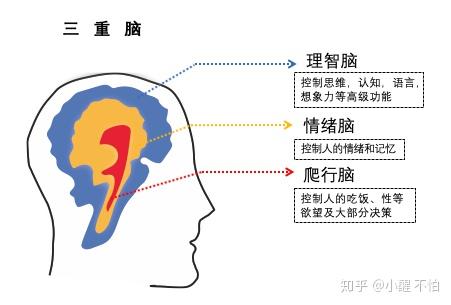 三 重 脑
理智脑
控制思维，认知，语言，
想象力等高级功能
情绪脑
控制人的情绪和记忆
爬行脑
控制人的吃饭、性等
欲望及大部分决策
知乎 @小醒不怕